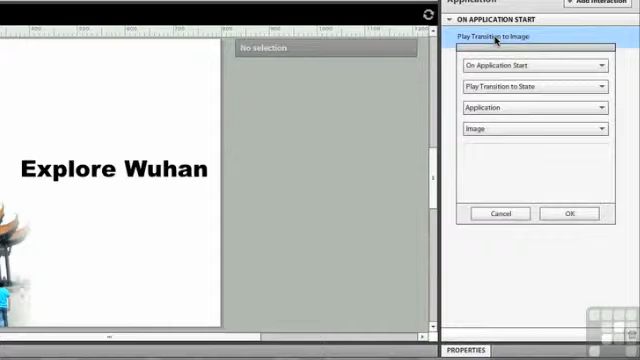 Application
Add Interaction
ON APPLICATION START
No selection
Play Transition to Image
On Application Start
Play Transition to State
Application
Image
Explore Wuhan
Cancel
OK
PROPERTIES